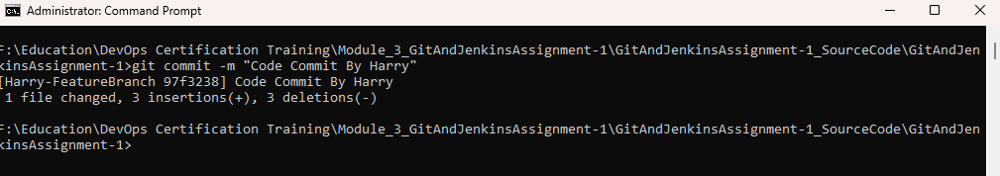 Administrator: Command Prompt
F:\Education\DevOps Certification Training\Module_3_GitAndJenkinsAssignment-1\GitAndJenkinsAssignment-1_SourceCode\GitAndJen
kinsAssignment-1>git commit -m "Code Commit By Harry"
[Harry-FeatureBranch 97f3238] Code Commit By Harry
1 file changed, 3 insertions(+), 3 deletions(-)
F:\Education\DevOps Certification Training\Module_3_GitAndJenkinsAssignment-1\GitAndJenkinsAssignment-1_SourceCode\GitAndJen
kinsAssignment-1>